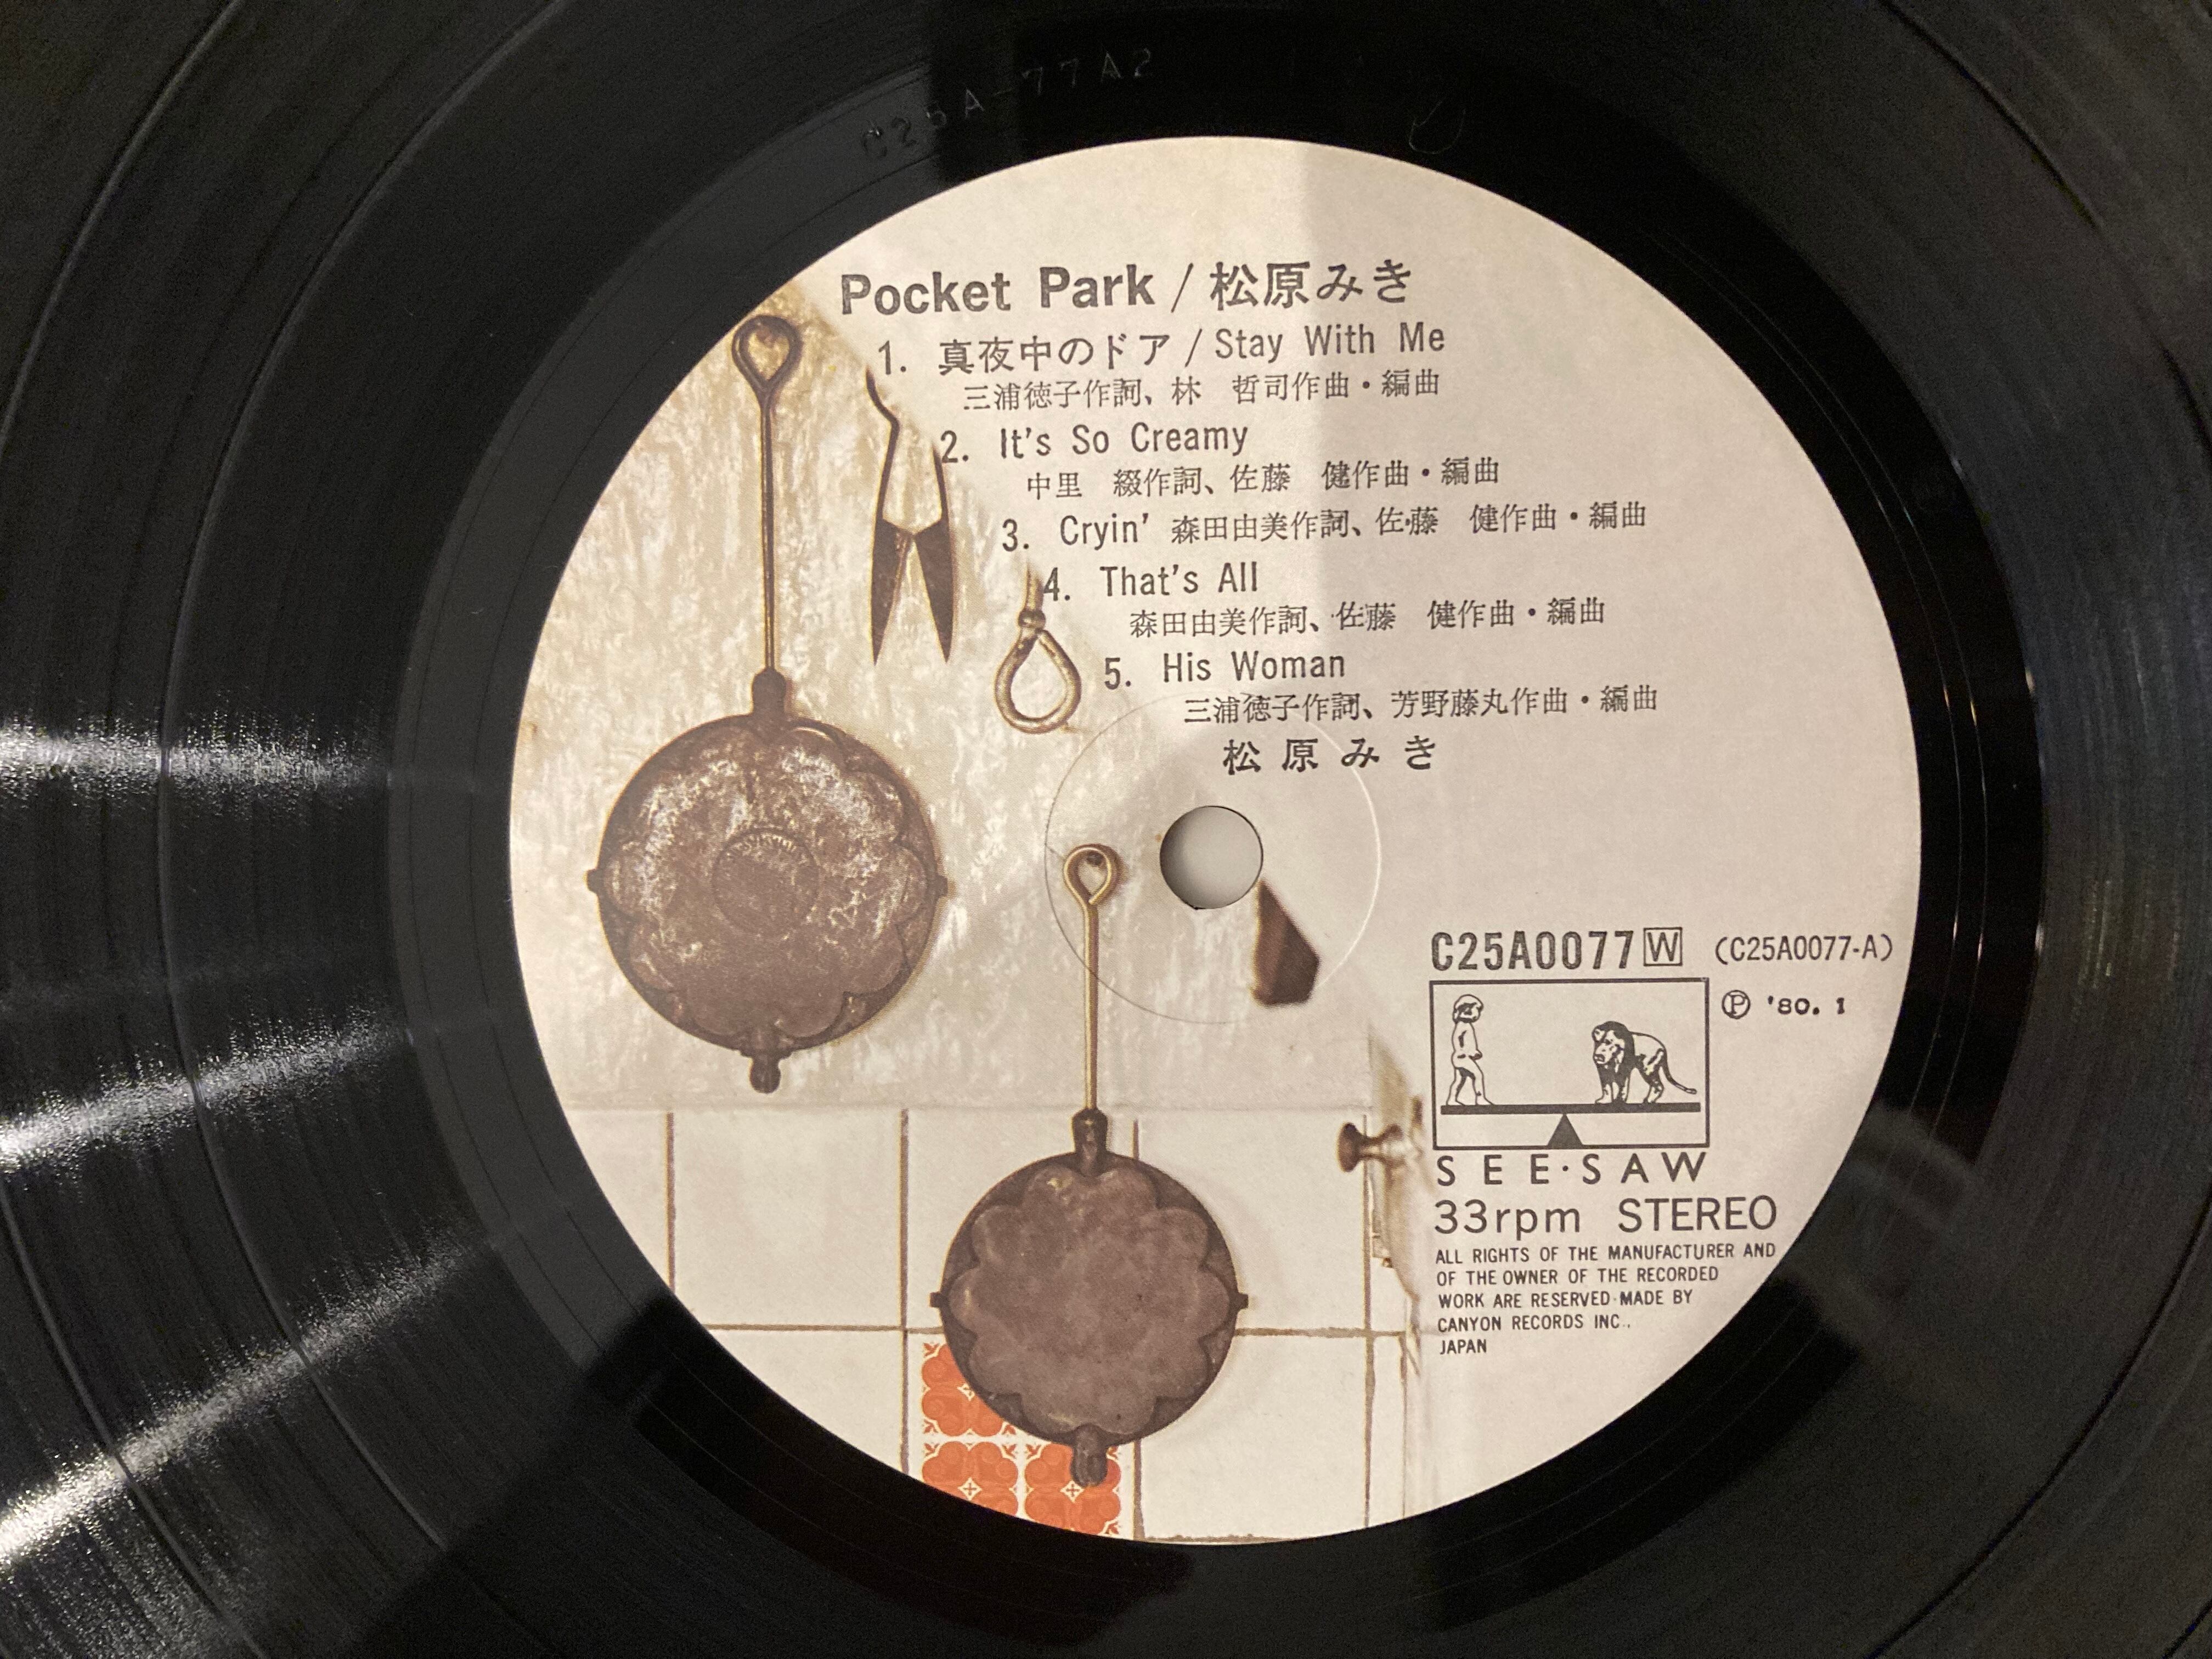 C25A-77A2
Pocket Park / 松原みき
1. 真夜中のドア / Stay With Me
三浦徳子作詞、林 哲司作曲・編曲
2. It's So Creamy
中里 綴作詞、佐藤 健作曲・編曲
3. Cryin' 森田由美作詞、佐藤 健作曲・編曲
4. That's All
森田由美作詞、佐藤 健作曲・編曲
5. His Woman
三浦徳子作詞、芳野藤丸作曲・編曲
松原みき
C25A0077 W (C25A0077-A)
Ⓟ '80. 1
SEE·SAW
33rpm STEREO
ALL RIGHTS OF THE MANUFACTURER AND
OF THE OWNER OF THE RECORDED
WORK ARE RESERVED·MADE BY
CANYON RECORDS INC.,
JAPAN